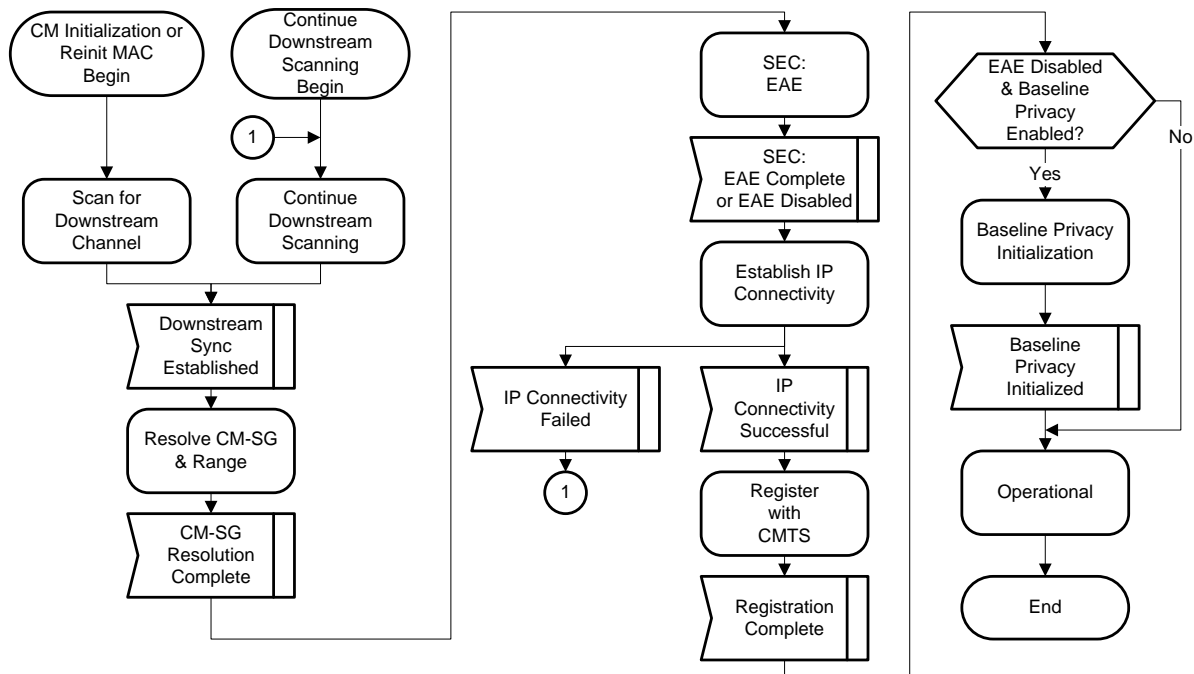 CM Initialization or
Reinit MAC
Begin
Continue
Downstream
Scanning
Begin
1
Scan for
Downstream
Channel
Continue
Downstream
Scanning
Downstream
Sync
Established
Resolve CM-SG
& Range
CM-SG
Resolution
Complete
SEC:
EAE
SEC:
EAE Complete
or EAE Disabled
Establish IP
Connectivity
IP Connectivity
Failed
1
IP
Connectivity
Successful
Register
with
CMTS
Registration
Complete
EAE Disabled
& Baseline
Privacy
Enabled?
No
Yes
Baseline Privacy
Initialization
Baseline
Privacy
Initialized
Operational
End